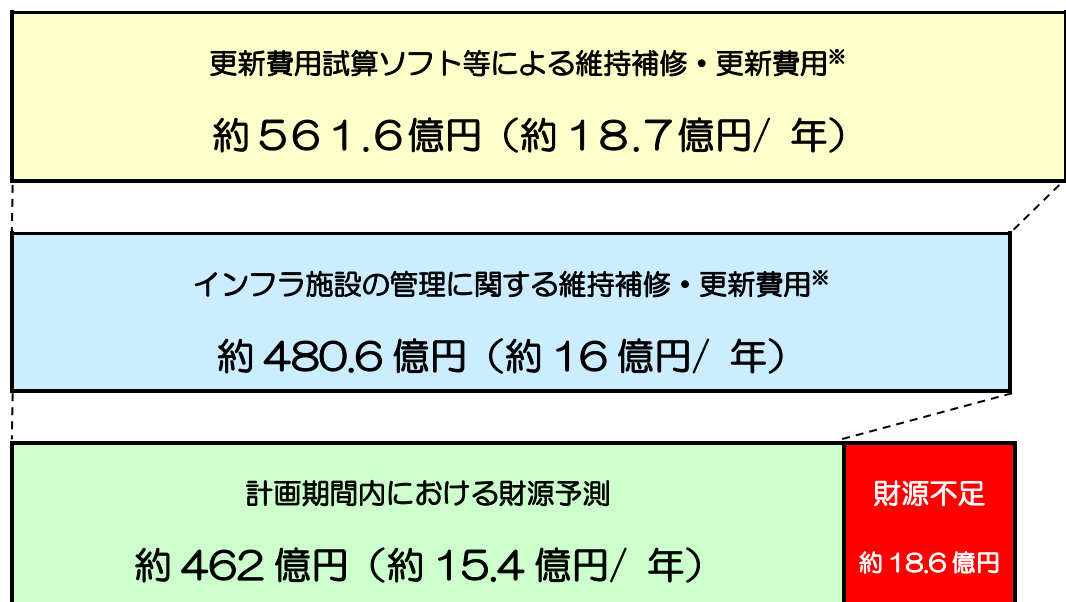 更新費用試算ソフト等による維持補修・更新費用※
約561.6億円（約18.7億円/ 年）
インフラ施設の管理に関する維持補修・更新費用※
約480.6億円（約16億円/ 年）
計画期間内における財源予測
約462億円（約15.4億円/ 年）
財源不足
約18.6億円